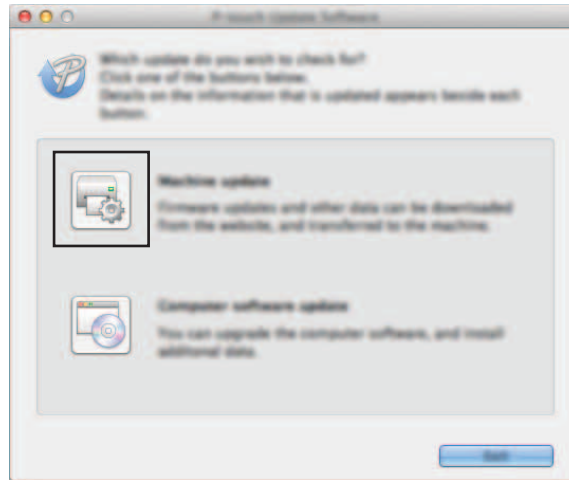 P-touch Update Software
Which update do you wish to check for?
Click one of the buttons below.
Details on the information that is updated appears beside each
button.
Machine update
Firmware updates and other data can be downloaded
from the website, and transferred to the machine.
Computer software update
You can upgrade the computer software, and install
additional data.